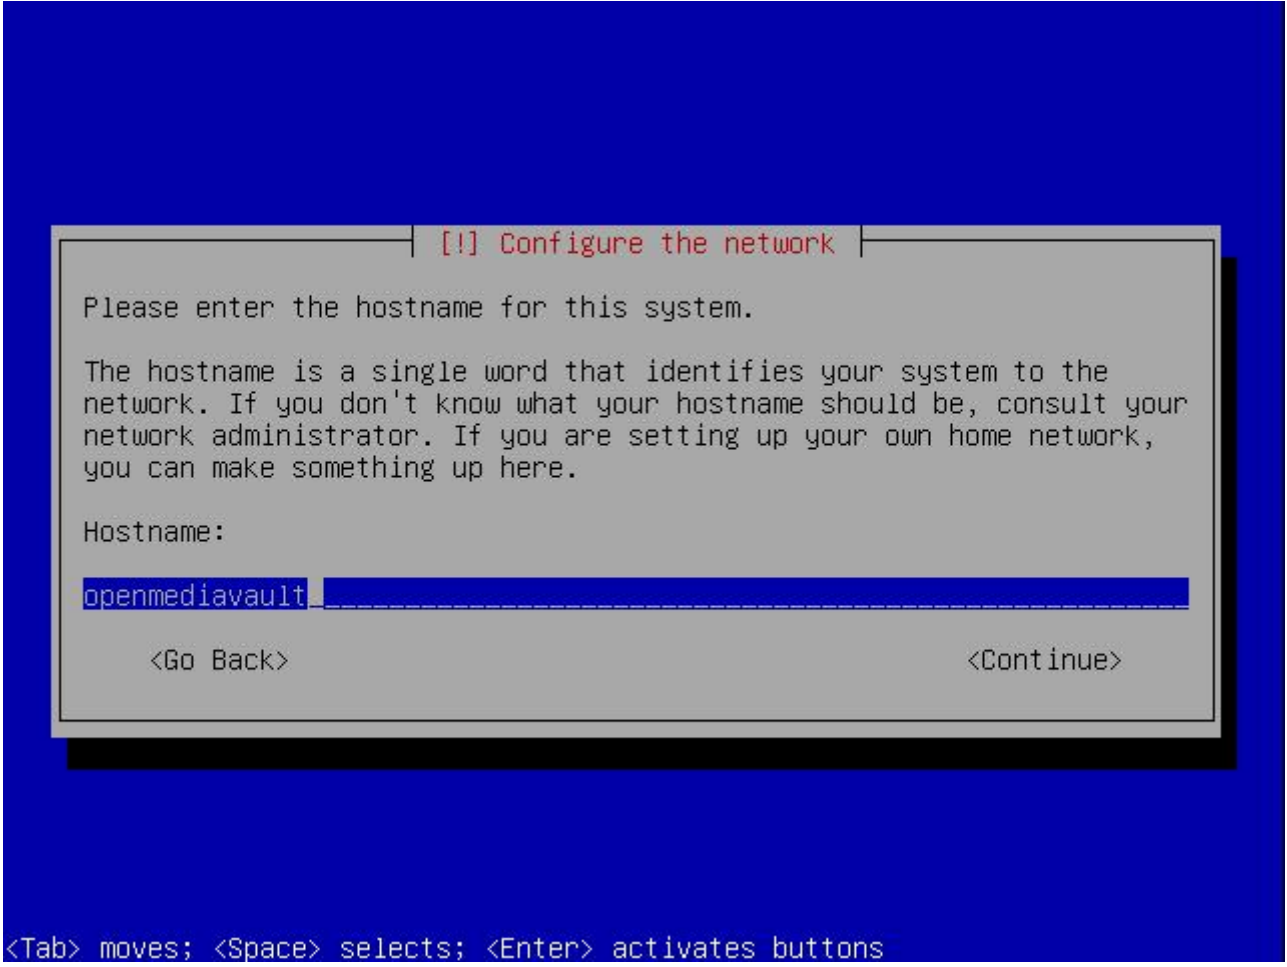 [!] Configure the network
Please enter the hostname for this system.
The hostname is a single word that identifies your system to the
network. If you don't know what your hostname should be, consult your
network administrator. If you are setting up your own home network,
you can make something up here.
Hostname:
openmediavault
<Go Back> <Continue>
<Tab> moves; <Space> selects; <Enter> activates buttons